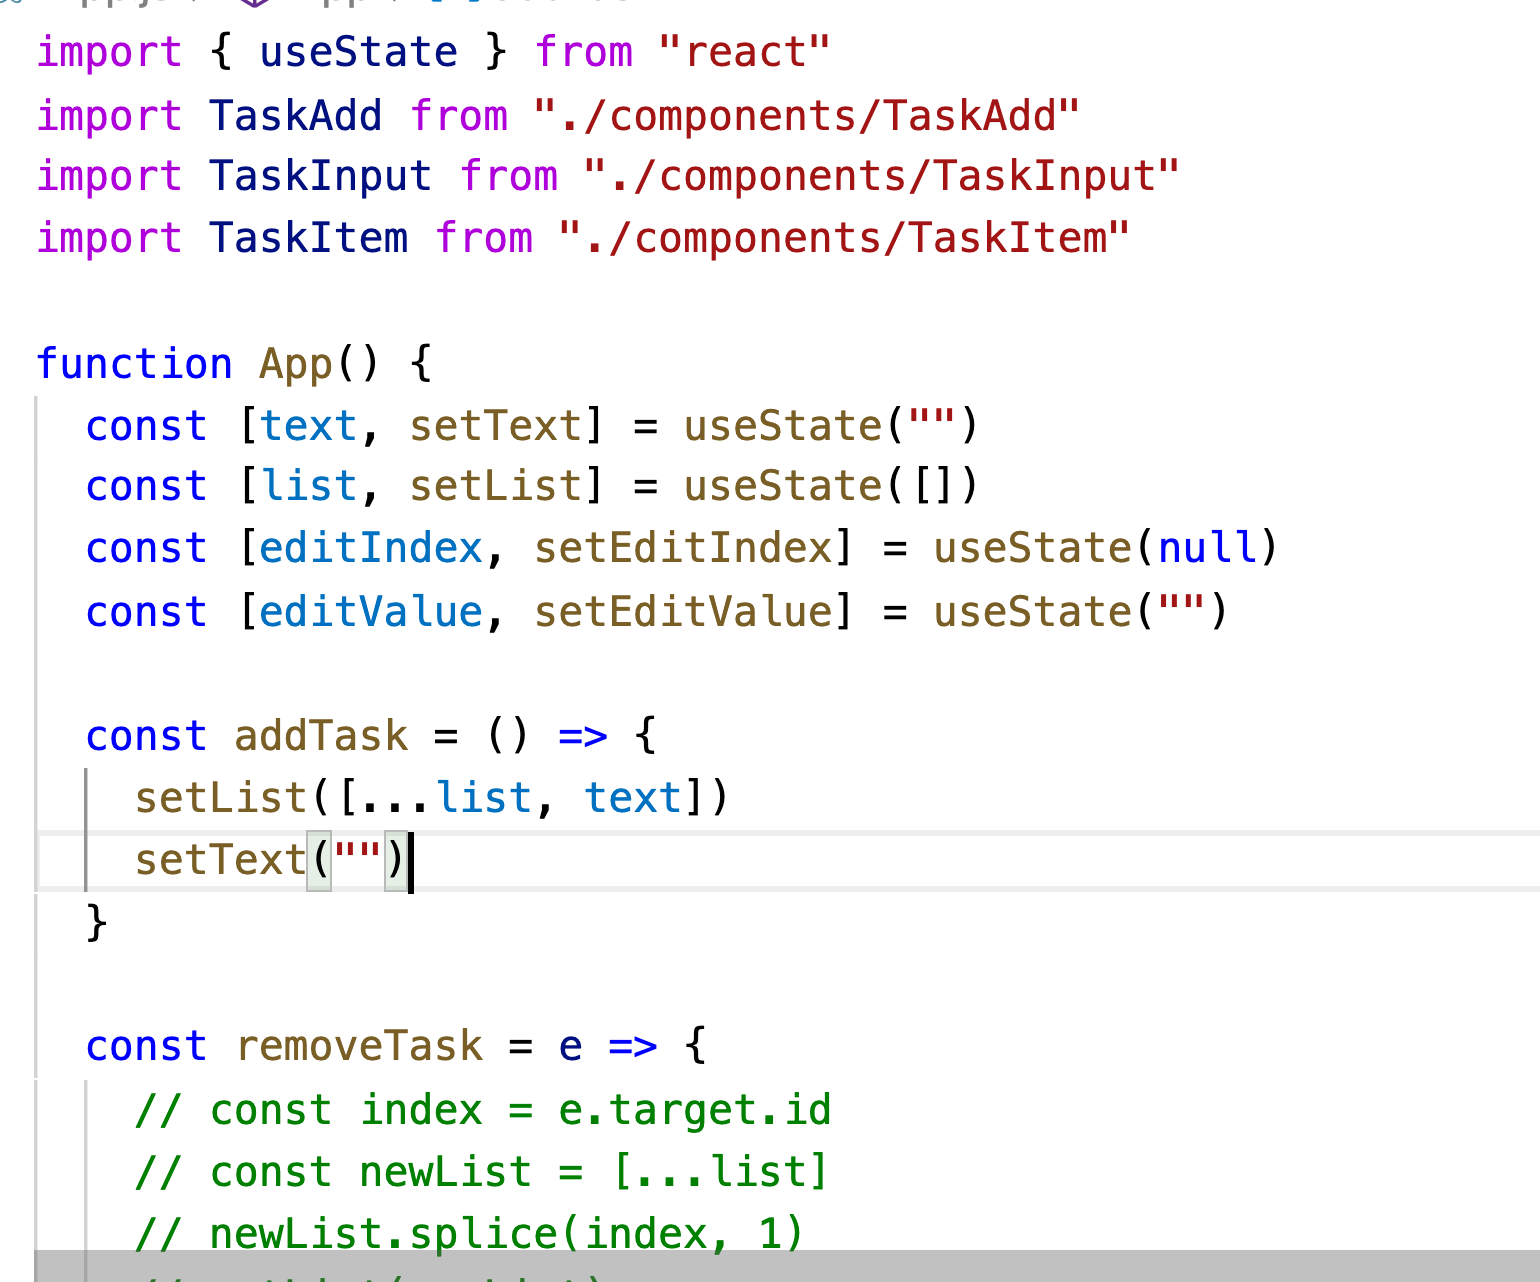 import { useState } from "react"
import TaskAdd from "./components/TaskAdd"
import TaskInput from "./components/TaskInput"
import TaskItem from "./components/TaskItem"
function App() {
const [text, setText] = useState("")
const [list, setList] = useState([])
const [editIndex, setEditIndex] = useState(null)
const [editValue, setEditValue] = useState("")
const addTask = () => {
setList([...list, text])
setText("")
}
const removeTask = e => {
// const index = e.target.id
// const newList = [...list]
// newList.splice(index, 1)